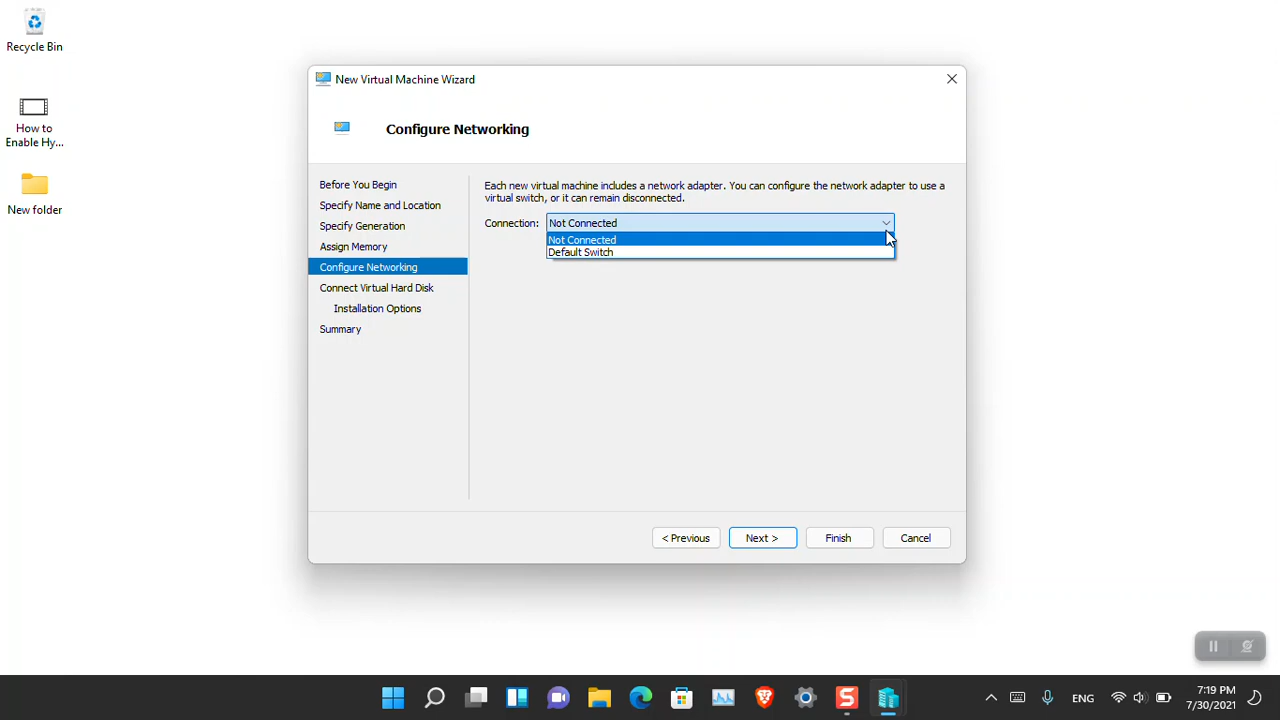 Recycle Bin
How to
Enable Hy...
New folder
New Virtual Machine Wizard
Configure Networking
Before You Begin
Specify Name and Location
Specify Generation
Assign Memory
Configure Networking
Connect Virtual Hard Disk
Installation Options
Summary
Each new virtual machine includes a network adapter. You can configure the network adapter to use a
virtual switch, or it can remain disconnected.
Connection: Not Connected
Not Connected
Default Switch
< Previous Next > Finish Cancel
ENG 7:19 PM
7/30/2021